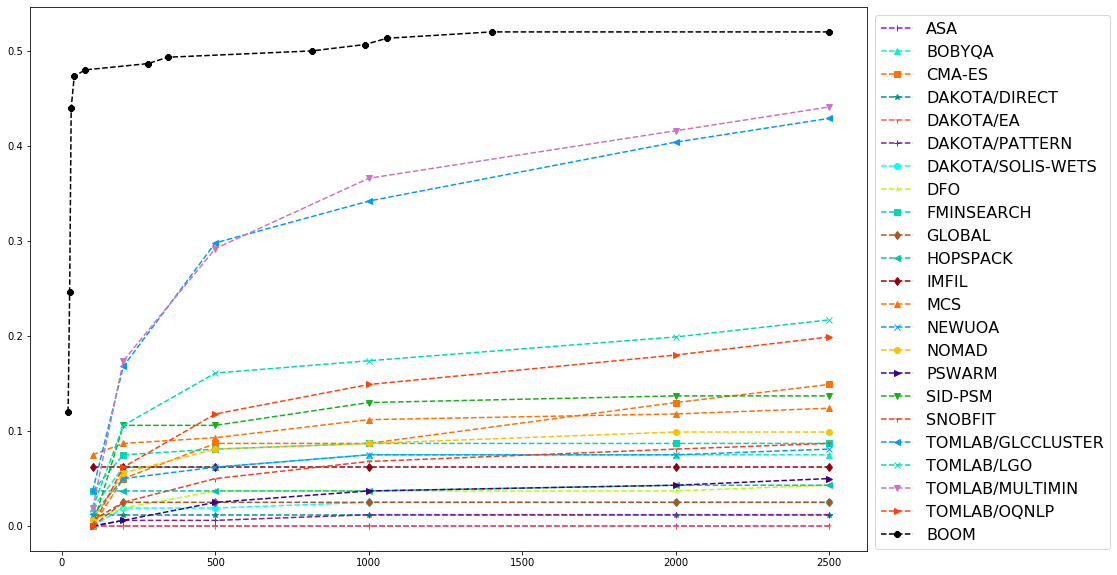 0.5
0.4
0.3
0.2
0.1
0.0
0 500 1000 1500 2000 2500
ASA
BOBYQA
CMA-ES
DAKOTA/DIRECT
DAKOTA/EA
DAKOTA/PATTERN
DAKOTA/SOLIS-WETS
DFO
FMINSEARCH
GLOBAL
HOPSPACK
IMFIL
MCS
NEWUOA
NOMAD
PSWARM
SID-PSM
SNOBFIT
TOMLAB/GLCCLUSTER
TOMLAB/LGO
TOMLAB/MULTIMIN
TOMLAB/OQNLP
BOOM